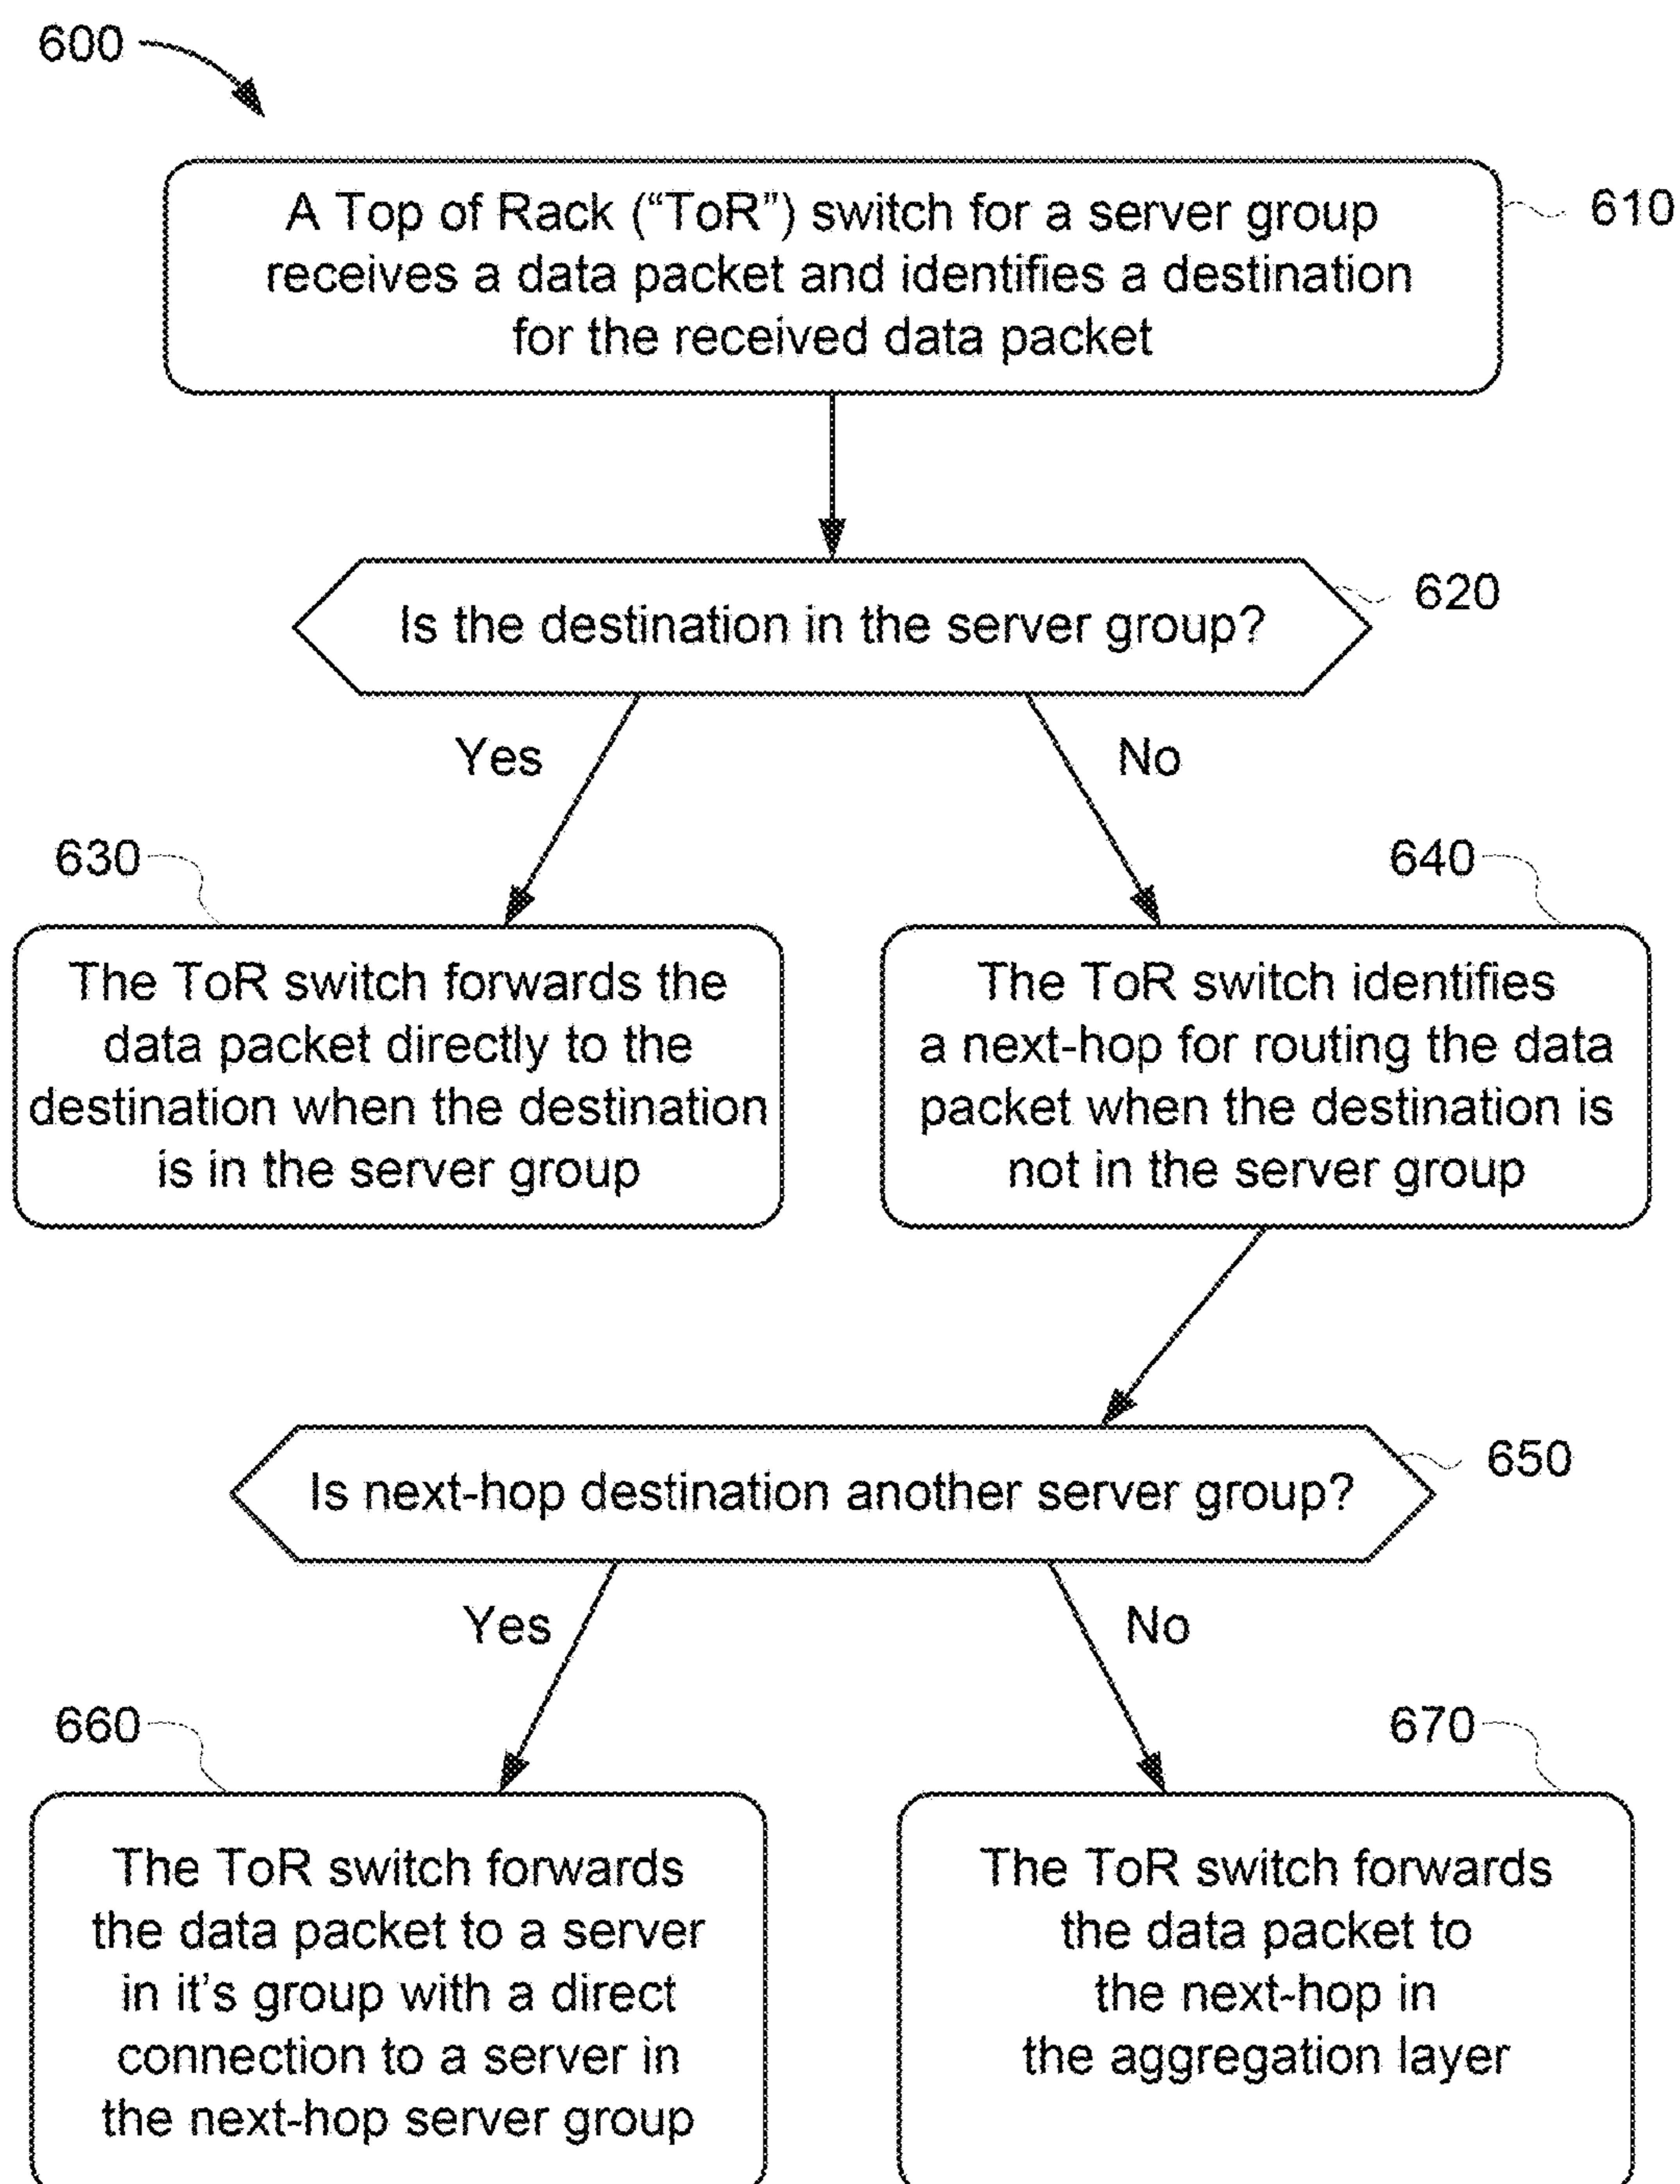 600
A Top of Rack (“ToR”) switch for a server group
receives a data packet and identifies a destination
for the received data packet
610
Is the destination in the server group?
620
Yes
No
630
The ToR switch forwards the
data packet directly to the
destination when the destination
is in the server group
640
The ToR switch identifies
a next-hop for routing the data
packet when the destination is
not in the server group
Is next-hop destination another server group?
650
Yes
No
660
The ToR switch forwards
the data packet to a server
in it’s group with a direct
connection to a server in
the next-hop server group
670
The ToR switch forwards
the data packet to
the next-hop in
the aggregation layer